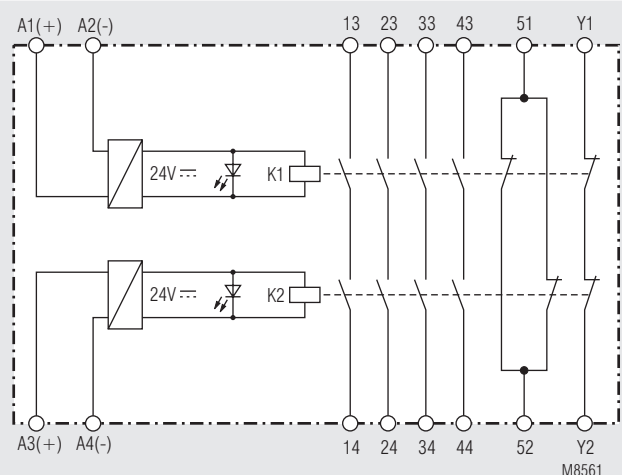 A1(+) A2(-) 13 23 33 43 51 Y1
24V K1
24V K2
A3(+) A4(-) 14 24 34 44 52 Y2
M8561